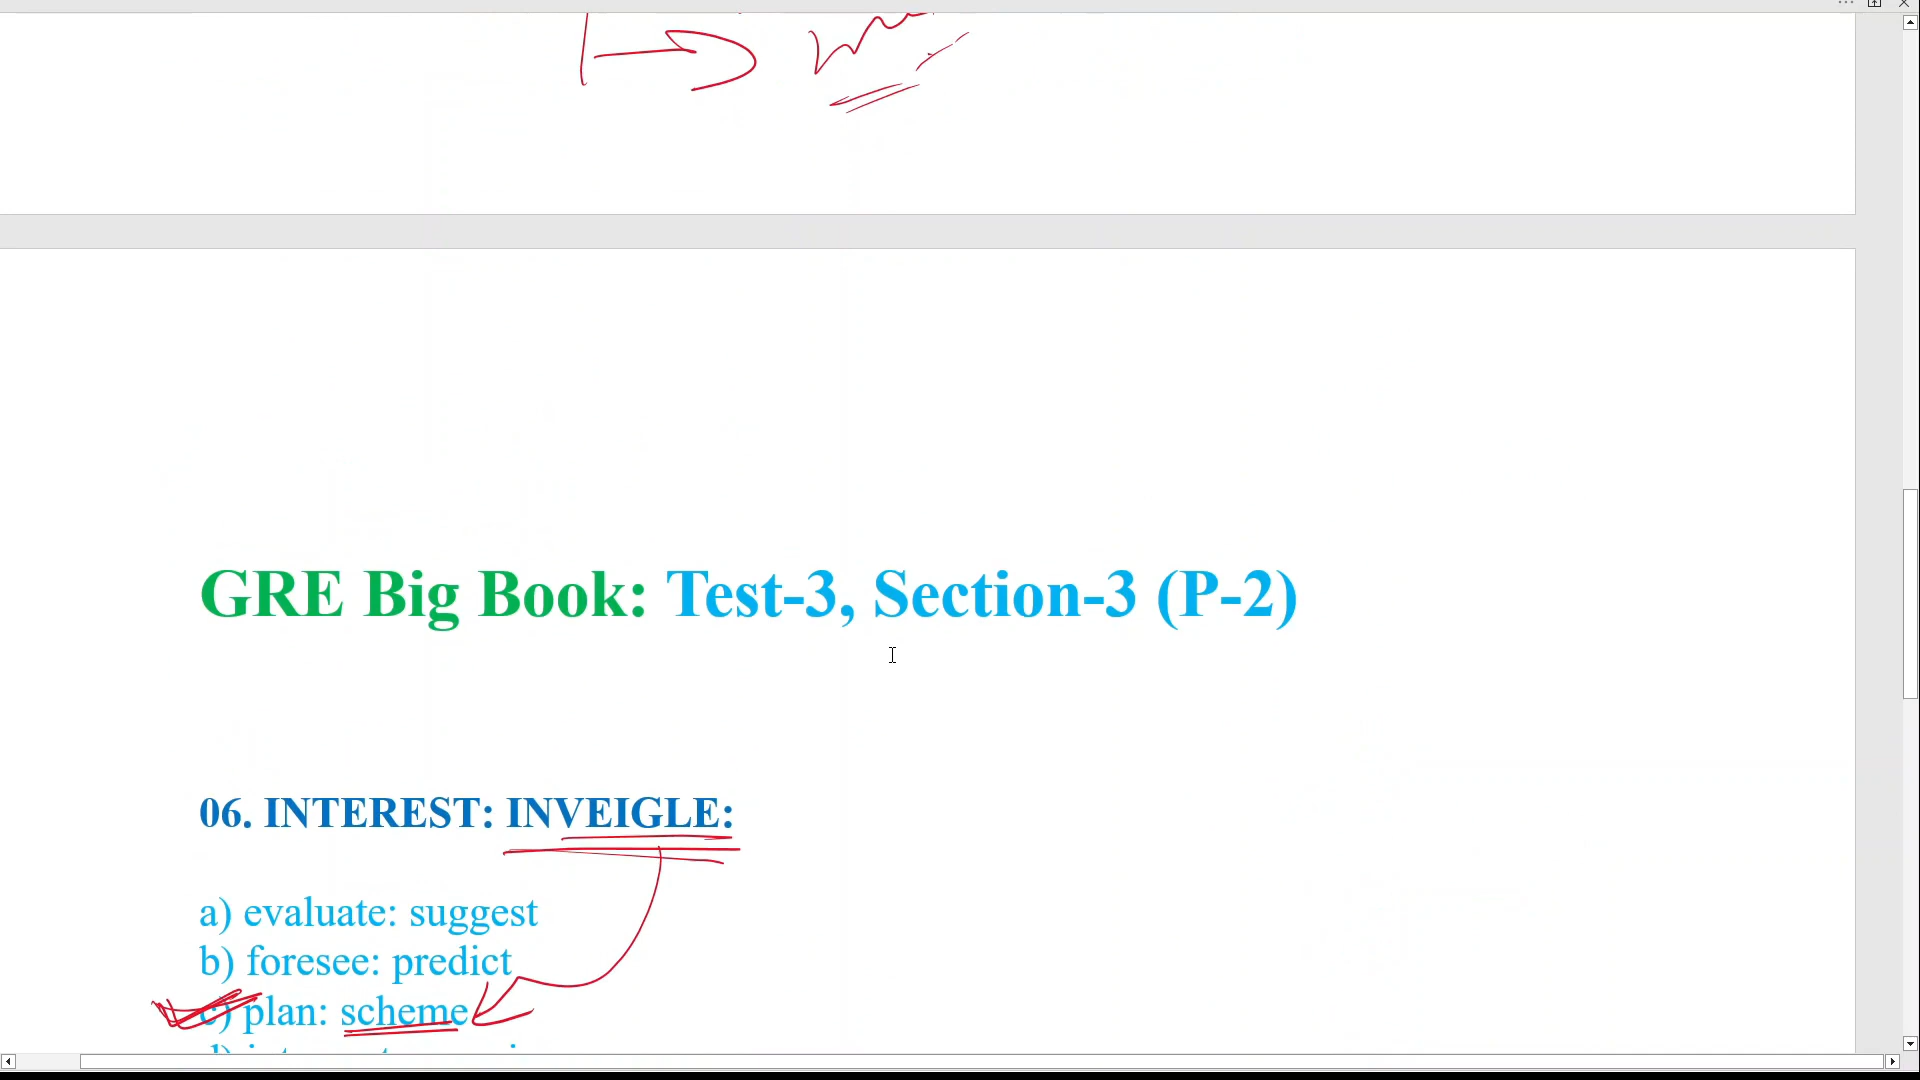 GRE Big Book: Test-3, Section-3 (P-2)
06. INTEREST: INVEIGLE:
a) evaluate: suggest
b) foresee: predict
c) plan: scheme